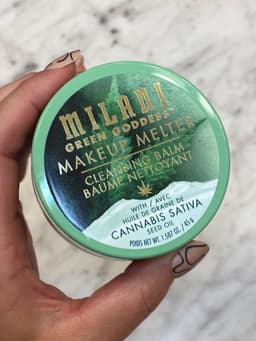 MILANI
GREEN GODDESS™
MAKEUP MELTER
CLEANSING BALM
BAUME NETTOYANT
WITH / AVEC
HUILE DE GRAINE DE
CANNABIS SATIVA
SEED OIL
POIDS NET WT. 1.587 OZ. / 45 g